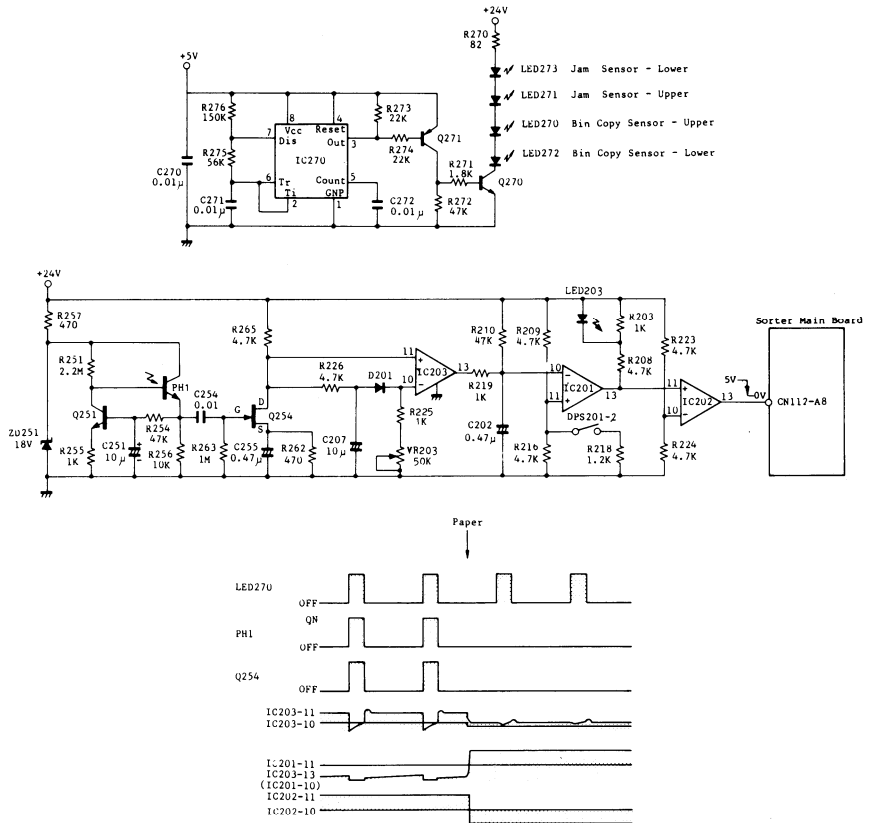 +24V
R270
82
+5V
LED273 Jam Sensor - Lower
LED271 Jam Sensor - Upper
LED270 Bin Copy Sensor - Upper
LED272 Bin Copy Sensor - Lower
R276
150K
8
4
R273
22K
7
Vcc
Reset
Dis
Out
3
Q271
R275
56K
IC270
R274
22K
R271
1.8K
Q270
C270
0.01μ
6
Tr
Count
5
Ti
GNP
2
1
C271
0.01μ
C272
0.01μ
R272
47K
+24V
R257
470
R251
2.2M
PH1
Q251
ZD251
18V
R255
1K
C251
10μ
+
-
R254
47K
R256
10K
C254
0.01
R263
1M
G
D
S
Q254
C255
0.47μ
R262
470
R265
4.7K
R226
4.7K
D201
C207
10μ
R225
1K
VR203
50K
11
+
10
-
IC203
13
R219
1K
R210
47K
C202
0.47μ
R209
4.7K
R216
4.7K
10
-
11
+
IC201
13
DPS201-2
R218
1.2K
LED203
R203
1K
R208
4.7K
R223
4.7K
R224
4.7K
11
+
10
-
IC202
13
5V
0V
Sorter Main Board
CN112-A8
Paper
LED270
OFF
ON
PH1
OFF
Q254
OFF
IC203-11
IC203-10
IC201-11
IC203-13
(IC201-10)
IC202-11
IC202-10